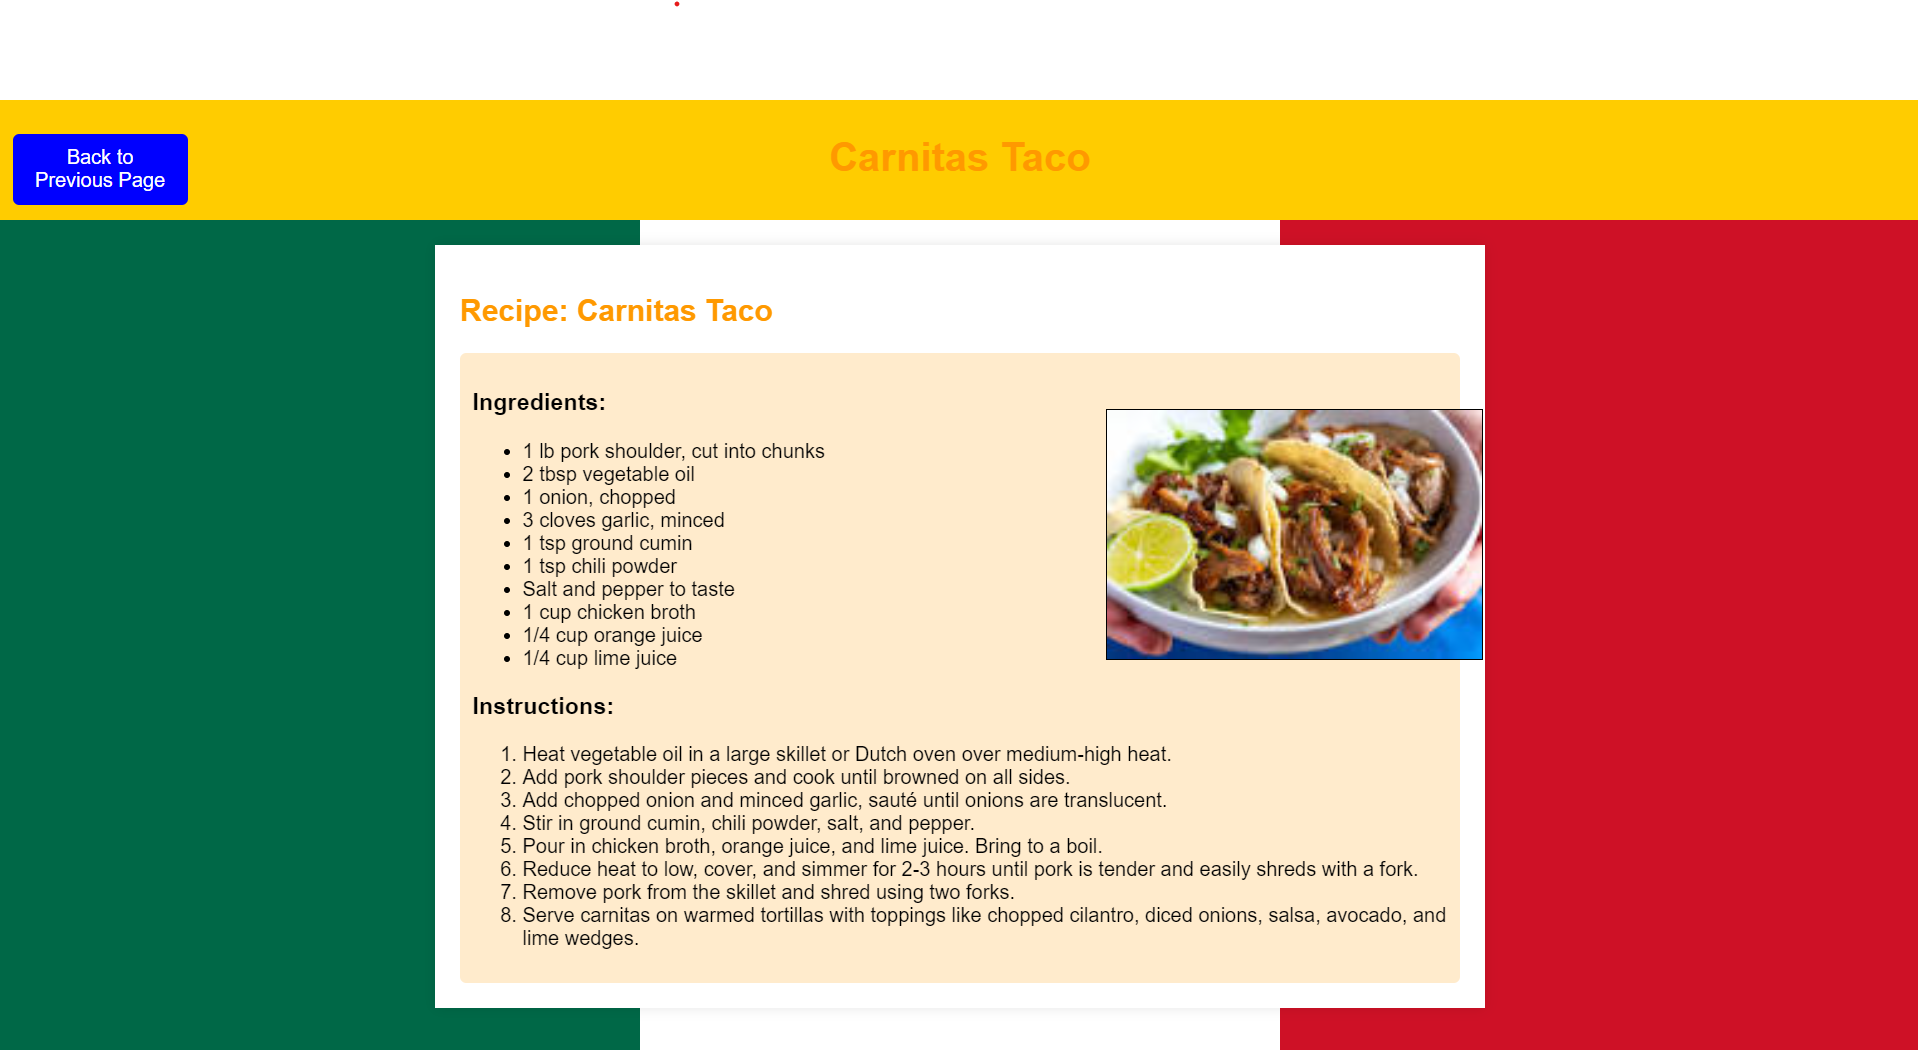 Back to
Previous Page
Carnitas Taco
Recipe: Carnitas Taco
Ingredients:
1 lb pork shoulder, cut into chunks
2 tbsp vegetable oil
1 onion, chopped
3 cloves garlic, minced
1 tsp ground cumin
1 tsp chili powder
Salt and pepper to taste
1 cup chicken broth
1/4 cup orange juice
1/4 cup lime juice
Instructions:
1. Heat vegetable oil in a large skillet or Dutch oven over medium-high heat.
2. Add pork shoulder pieces and cook until browned on all sides.
3. Add chopped onion and minced garlic, sauté until onions are translucent.
4. Stir in ground cumin, chili powder, salt, and pepper.
5. Pour in chicken broth, orange juice, and lime juice. Bring to a boil.
6. Reduce heat to low, cover, and simmer for 2-3 hours until pork is tender and easily shreds with a fork.
7. Remove pork from the skillet and shred using two forks.
8. Serve carnitas on warmed tortillas with toppings like chopped cilantro, diced onions, salsa, avocado, and
lime wedges.